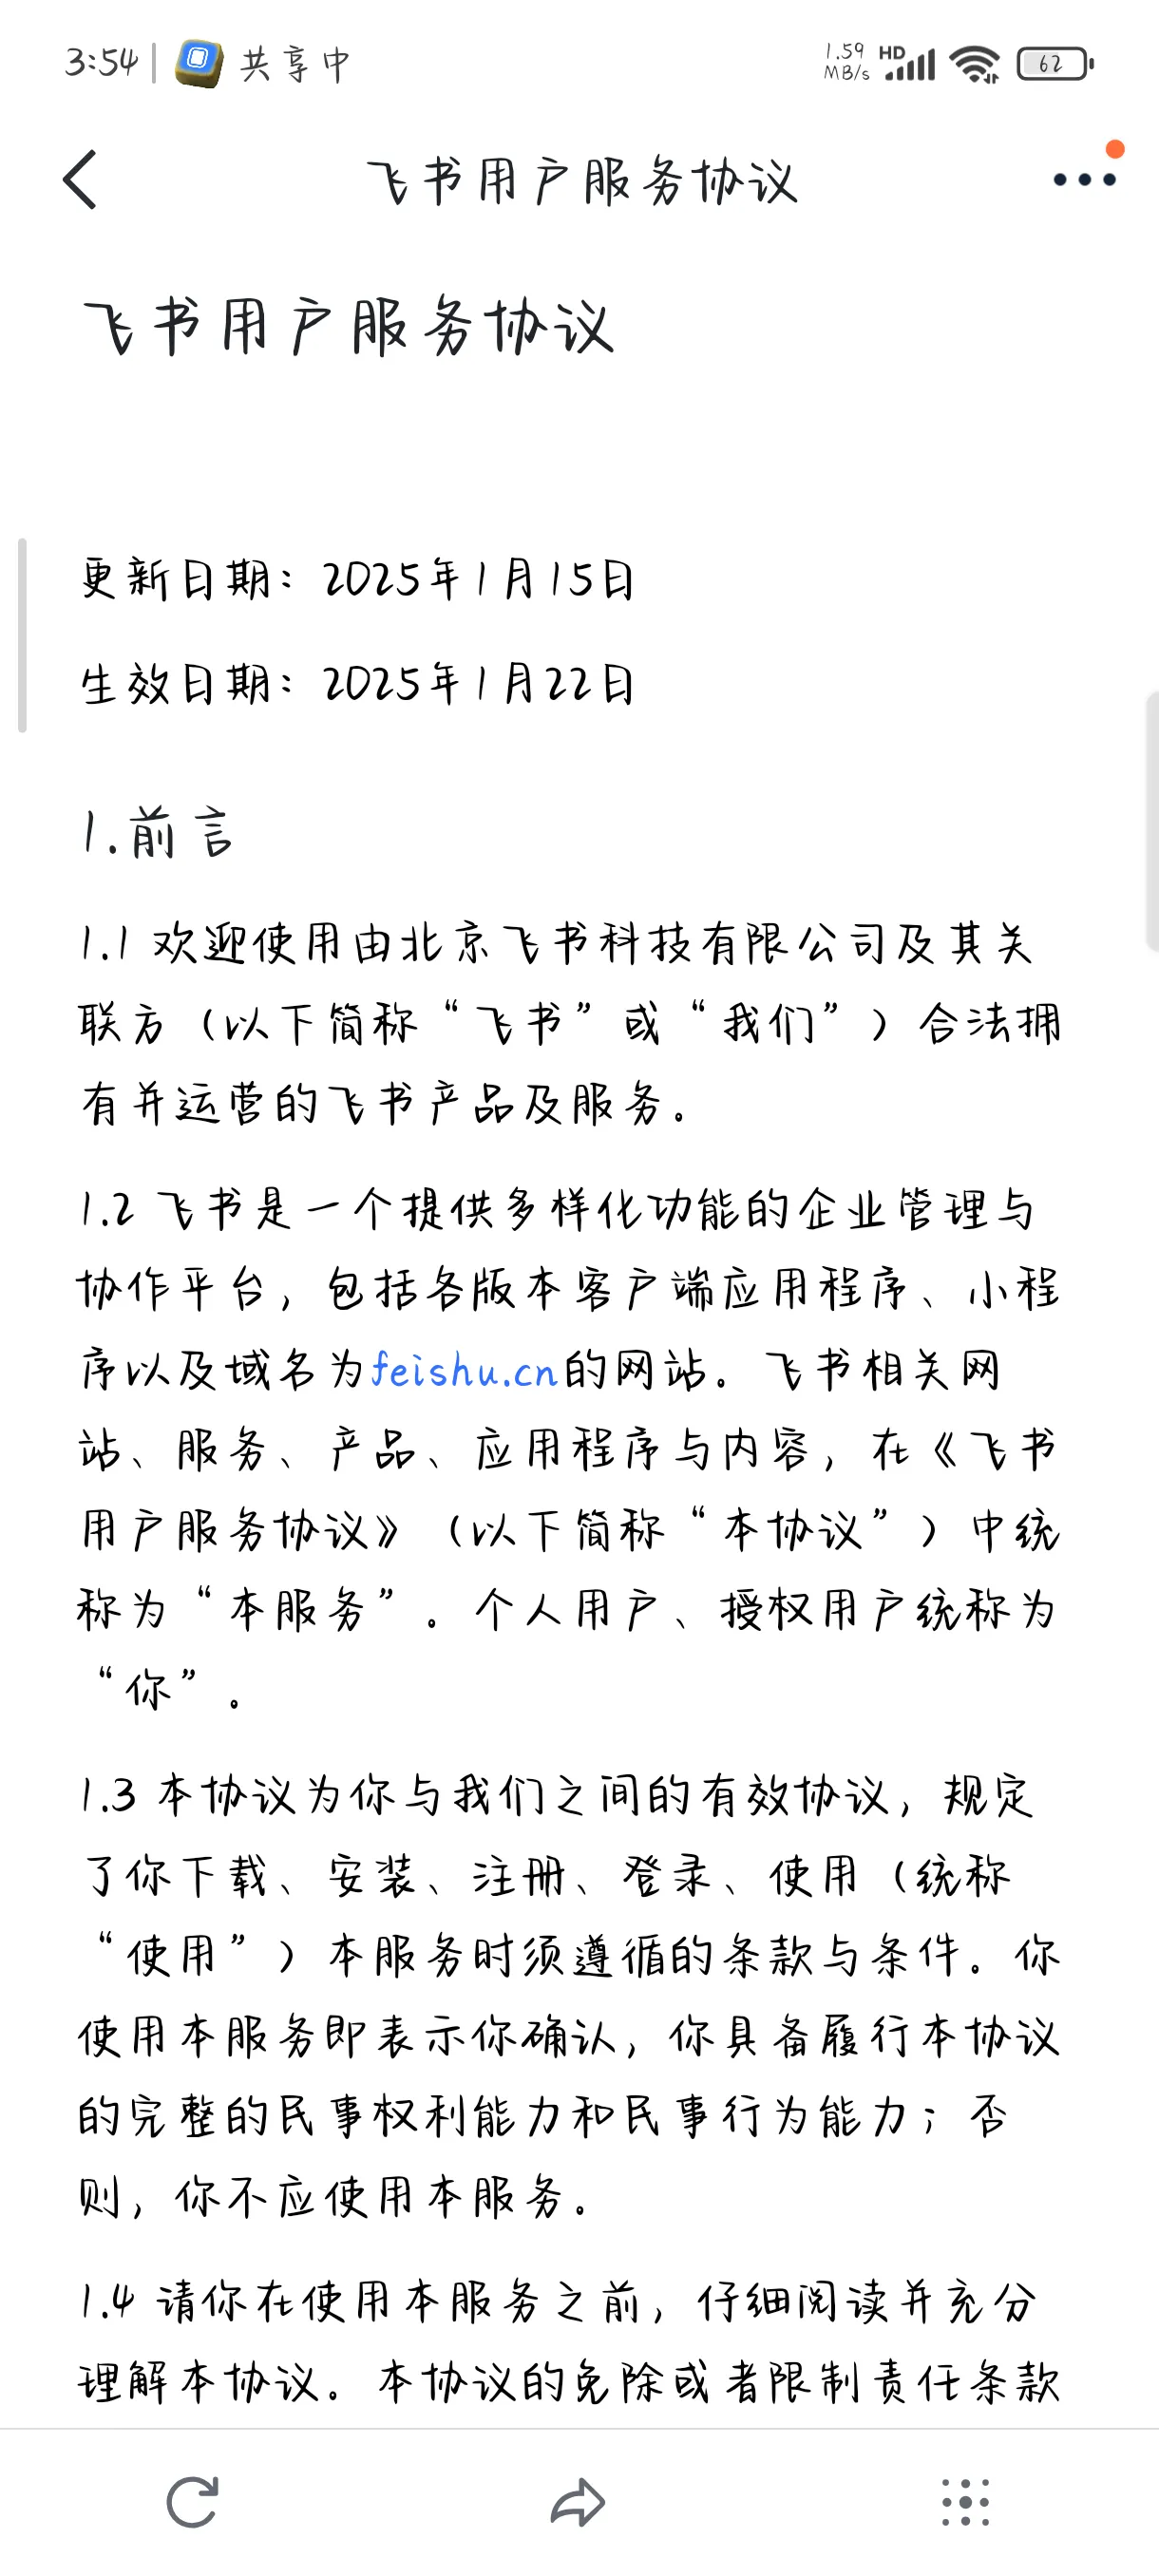 3:54
共享中
1.59 MB/s
HD
62
飞书用户服务协议
飞书用户服务协议
更新日期：2025年1月15日
生效日期：2025年1月22日
1.前言
1.1 欢迎使用由北京飞书科技有限公司及其关
联方（以下简称“飞书”或“我们”）合法拥
有并运营的飞书产品及服务。
1.2 飞书是一个提供多样化功能的企业管理与
协作平台，包括各版本客户端应用程序、小程
序以及域名为feishu.cn的网站。飞书相关网
站、服务、产品、应用程序与内容，在《飞书
用户服务协议》（以下简称“本协议”）中统
称为“本服务”。个人用户、授权用户统称为
“你”。
1.3 本协议为你与我们之间的有效协议，规定
了你下载、安装、注册、登录、使用（统称
“使用”）本服务时须遵循的条款与条件。你
使用本服务即表示你确认，你具备履行本协议
的完整的民事权利能力和民事行为能力；否
则，你不应使用本服务。
1.4 请你在使用本服务之前，仔细阅读并充分
理解本协议。本协议的免除或者限制责任条款